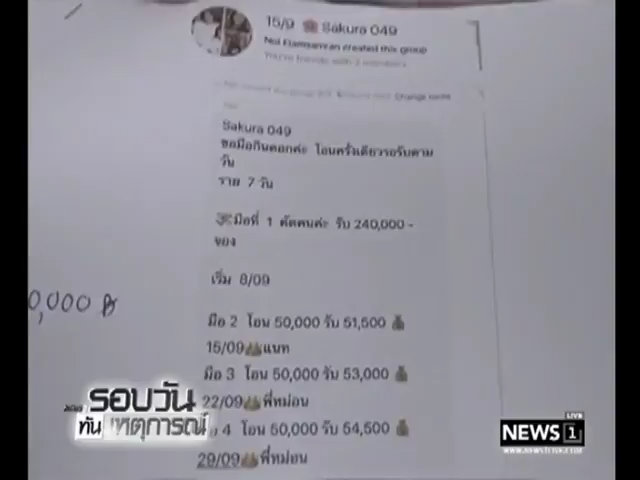 15/9 Sakura 049
created this group
You're friends with 2 members
Sakura 049
ขอมือกินดอกค่ะ โอนครั้งเดียวรอรับตาม
วัน
ราย 7 วัน
มือที่ 1 คัดคนค่ะ รับ 240,000 -
ของ
เริ่ม 8/09
0,000 ฿
มือ 2 โอน 50,000 รับ 51,500
15/09 แนท
มือ 3 โอน 50,000 รับ 53,000
22/09 พี่หม่อน
4 โอน 50,000 รับ 54,500
29/09 พี่หม่อน
รอบวัน
ทันเหตุการณ์
LIVE
NEWS 1
WWW.NEWS1LIVE.COM